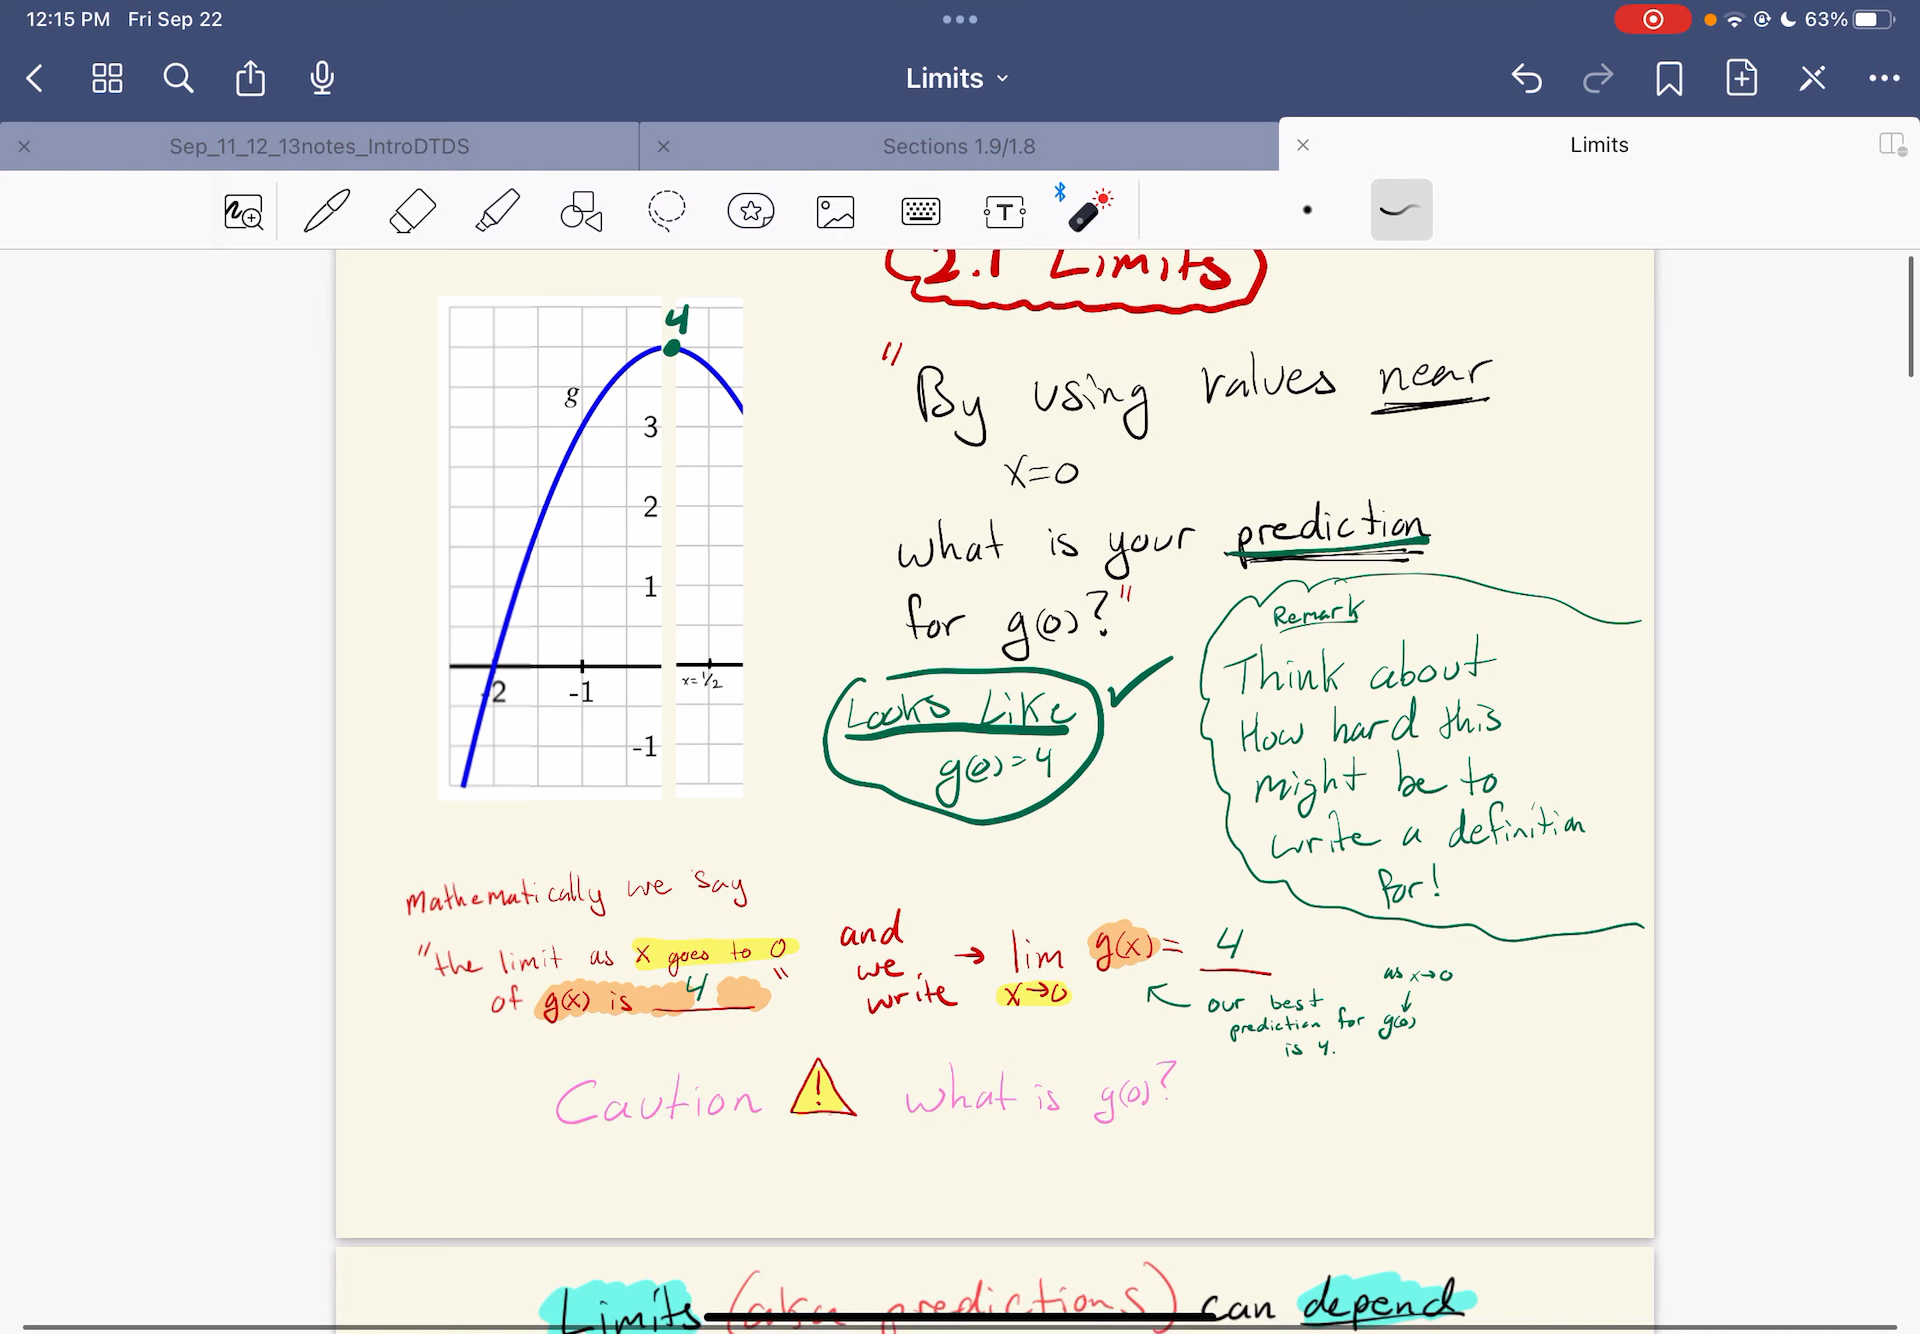 12:15 PM Fri Sep 22
63%
Limits
Sep_11_12_13notes_IntroDTDS
Sections 1.9/1.8
Limits
T
2.1 Limits
4
g
3
2
1
-2
-1
x=1/2
-1
"By using values near
x=0
what is your prediction
for g(0)?"
Looks Like
g(0)=4
Remark
Think about
How hard this
might be to
write a definition
for!
Mathematically we say
"the limit as x goes to 0
of g(x) is 4"
and
we
write
→ lim g(x) = 4
x→0
as x→0
our best
prediction for g(0)
is 4.
Caution ! what is g(0)?
Limits (aka predictions) can depend